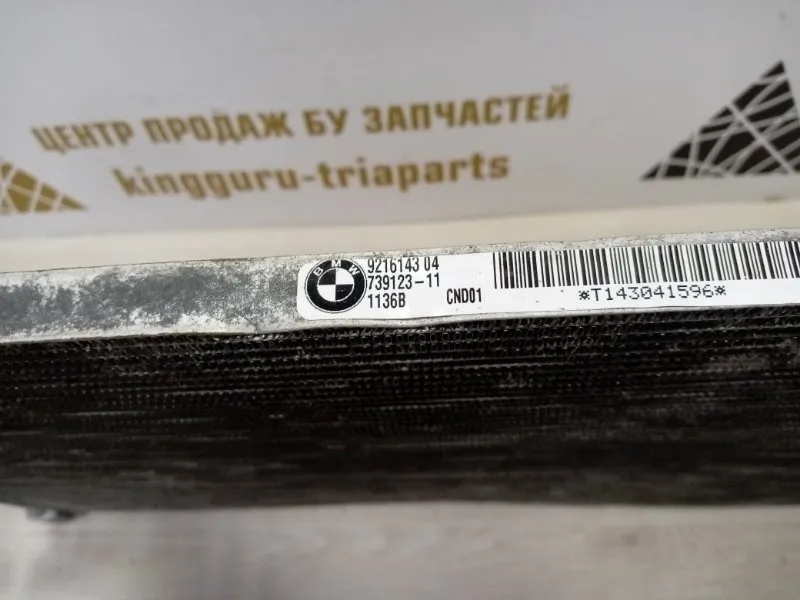 ЦЕНТР ПРОДАЖ БУ ЗАПЧАСТЕЙ
kingguru-triaparts
BMW
9216143 04
739123-11
1136B CND01
*T143041596*